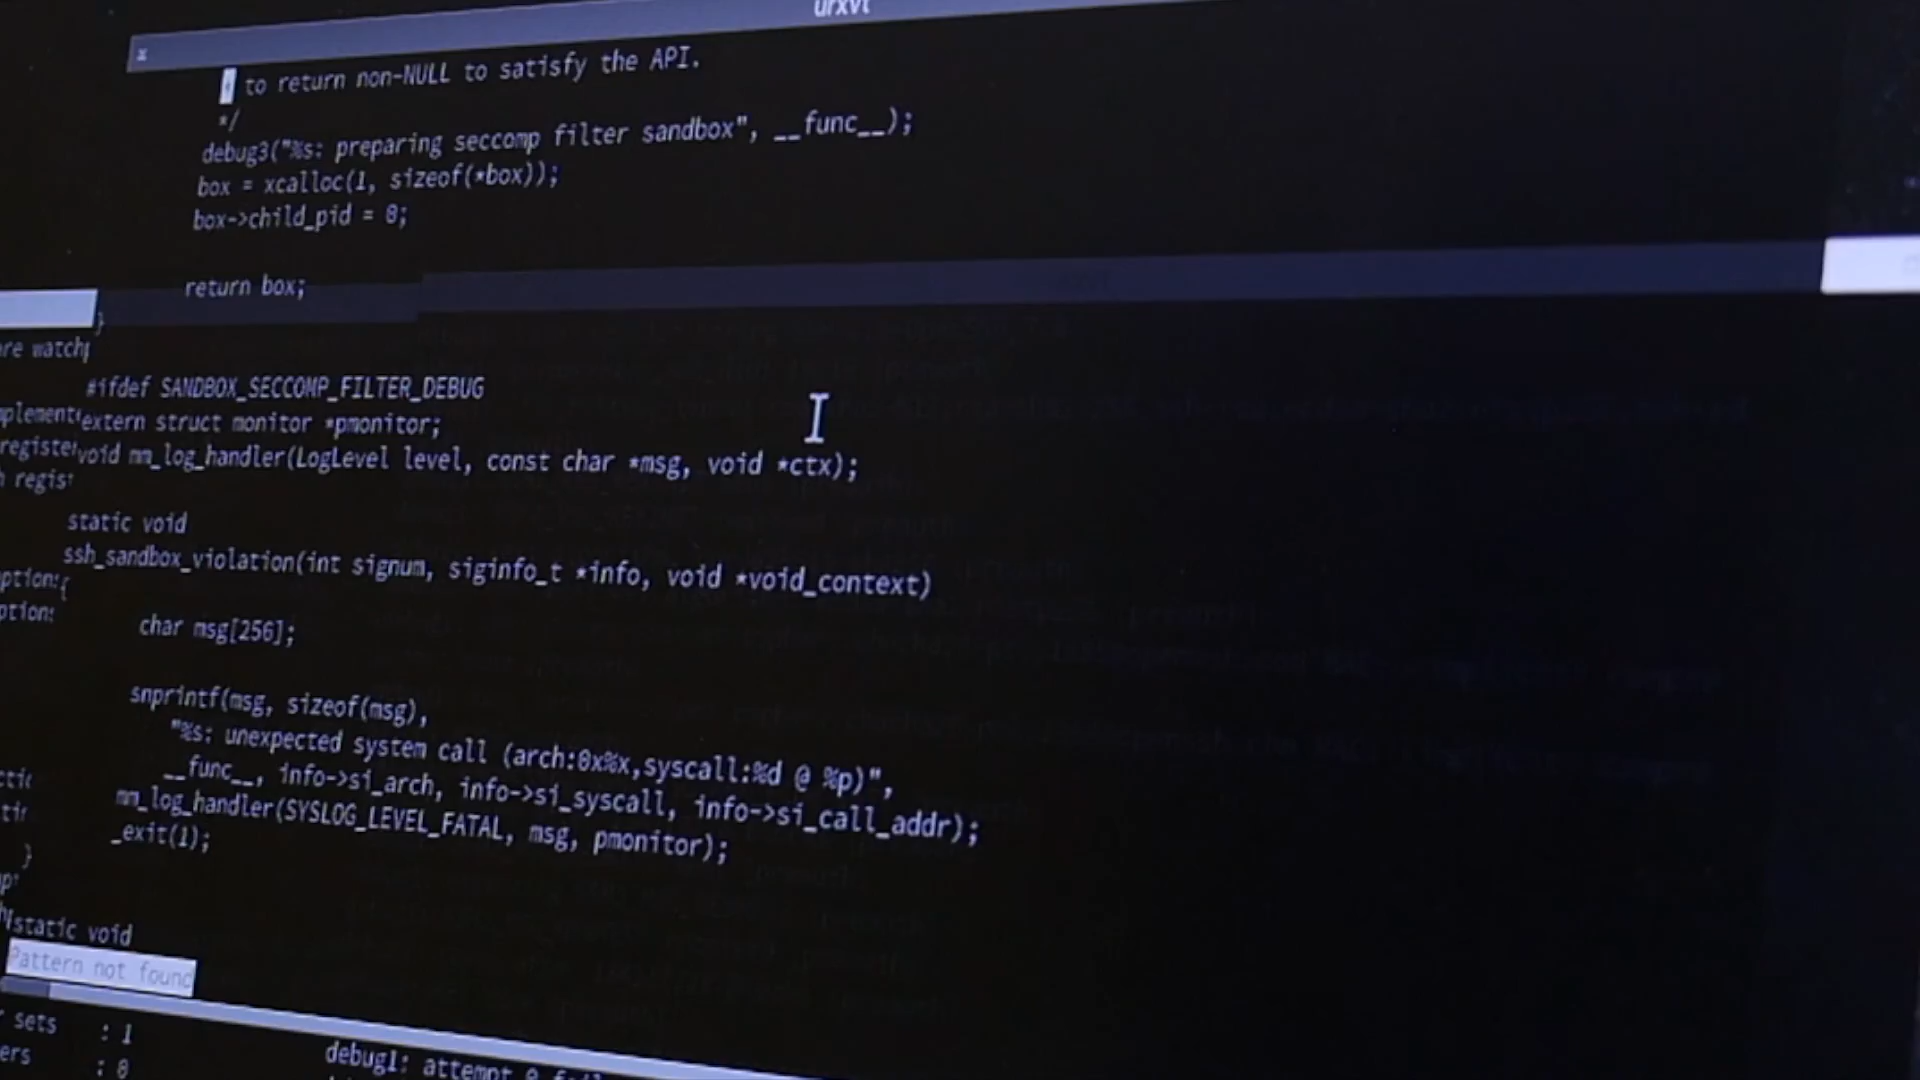 urxvt
x
to return non-NULL to satisfy the API.
*/
debug3("%s: preparing seccomp filter sandbox", __func__);
box = xcalloc(1, sizeof(*box));
box->child_pid = 0;
return box;
}
#ifdef SANDBOX_SECCOMP_FILTER_DEBUG
extern struct monitor *pmonitor;
void mm_log_handler(LogLevel level, const char *msg, void *ctx);
static void
ssh_sandbox_violation(int signum, siginfo_t *info, void *void_context)
{
char msg[256];
snprintf(msg, sizeof(msg),
"%s: unexpected system call (arch:0x%x,syscall:%d @ %p)",
__func__, info->si_arch, info->si_syscall, info->si_call_addr);
mm_log_handler(SYSLOG_LEVEL_FATAL, msg, pmonitor);
_exit(1);
}
static void
Pattern not found
sets : 1
: 0
debug1: attempt 0